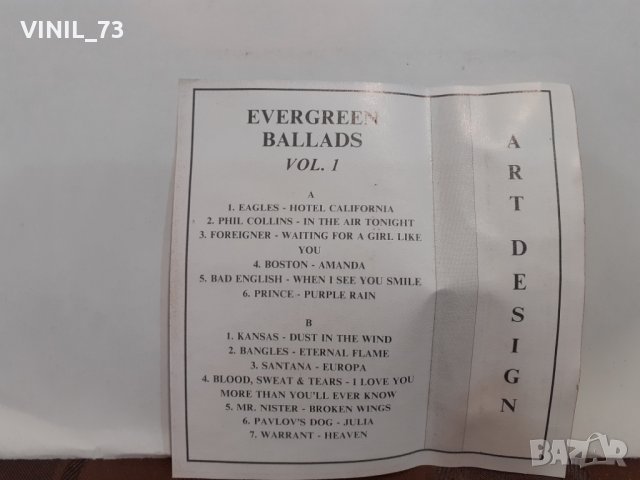 VINIL_73
EVERGREEN
BALLADS
VOL. 1
A
1. EAGLES - HOTEL CALIFORNIA
2. PHIL COLLINS - IN THE AIR TONIGHT
3. FOREIGNER - WAITING FOR A GIRL LIKE
YOU
4. BOSTON - AMANDA
5. BAD ENGLISH - WHEN I SEE YOU SMILE
6. PRINCE - PURPLE RAIN
B
1. KANSAS - DUST IN THE WIND
2. BANGLES - ETERNAL FLAME
3. SANTANA - EUROPA
4. BLOOD, SWEAT & TEARS - I LOVE YOU
MORE THAN YOU'LL EVER KNOW
5. MR. NISTER - BROKEN WINGS
6. PAVLOV'S DOG - JULIA
7. WARRANT - HEAVEN
ART DESIGN
BAZAR